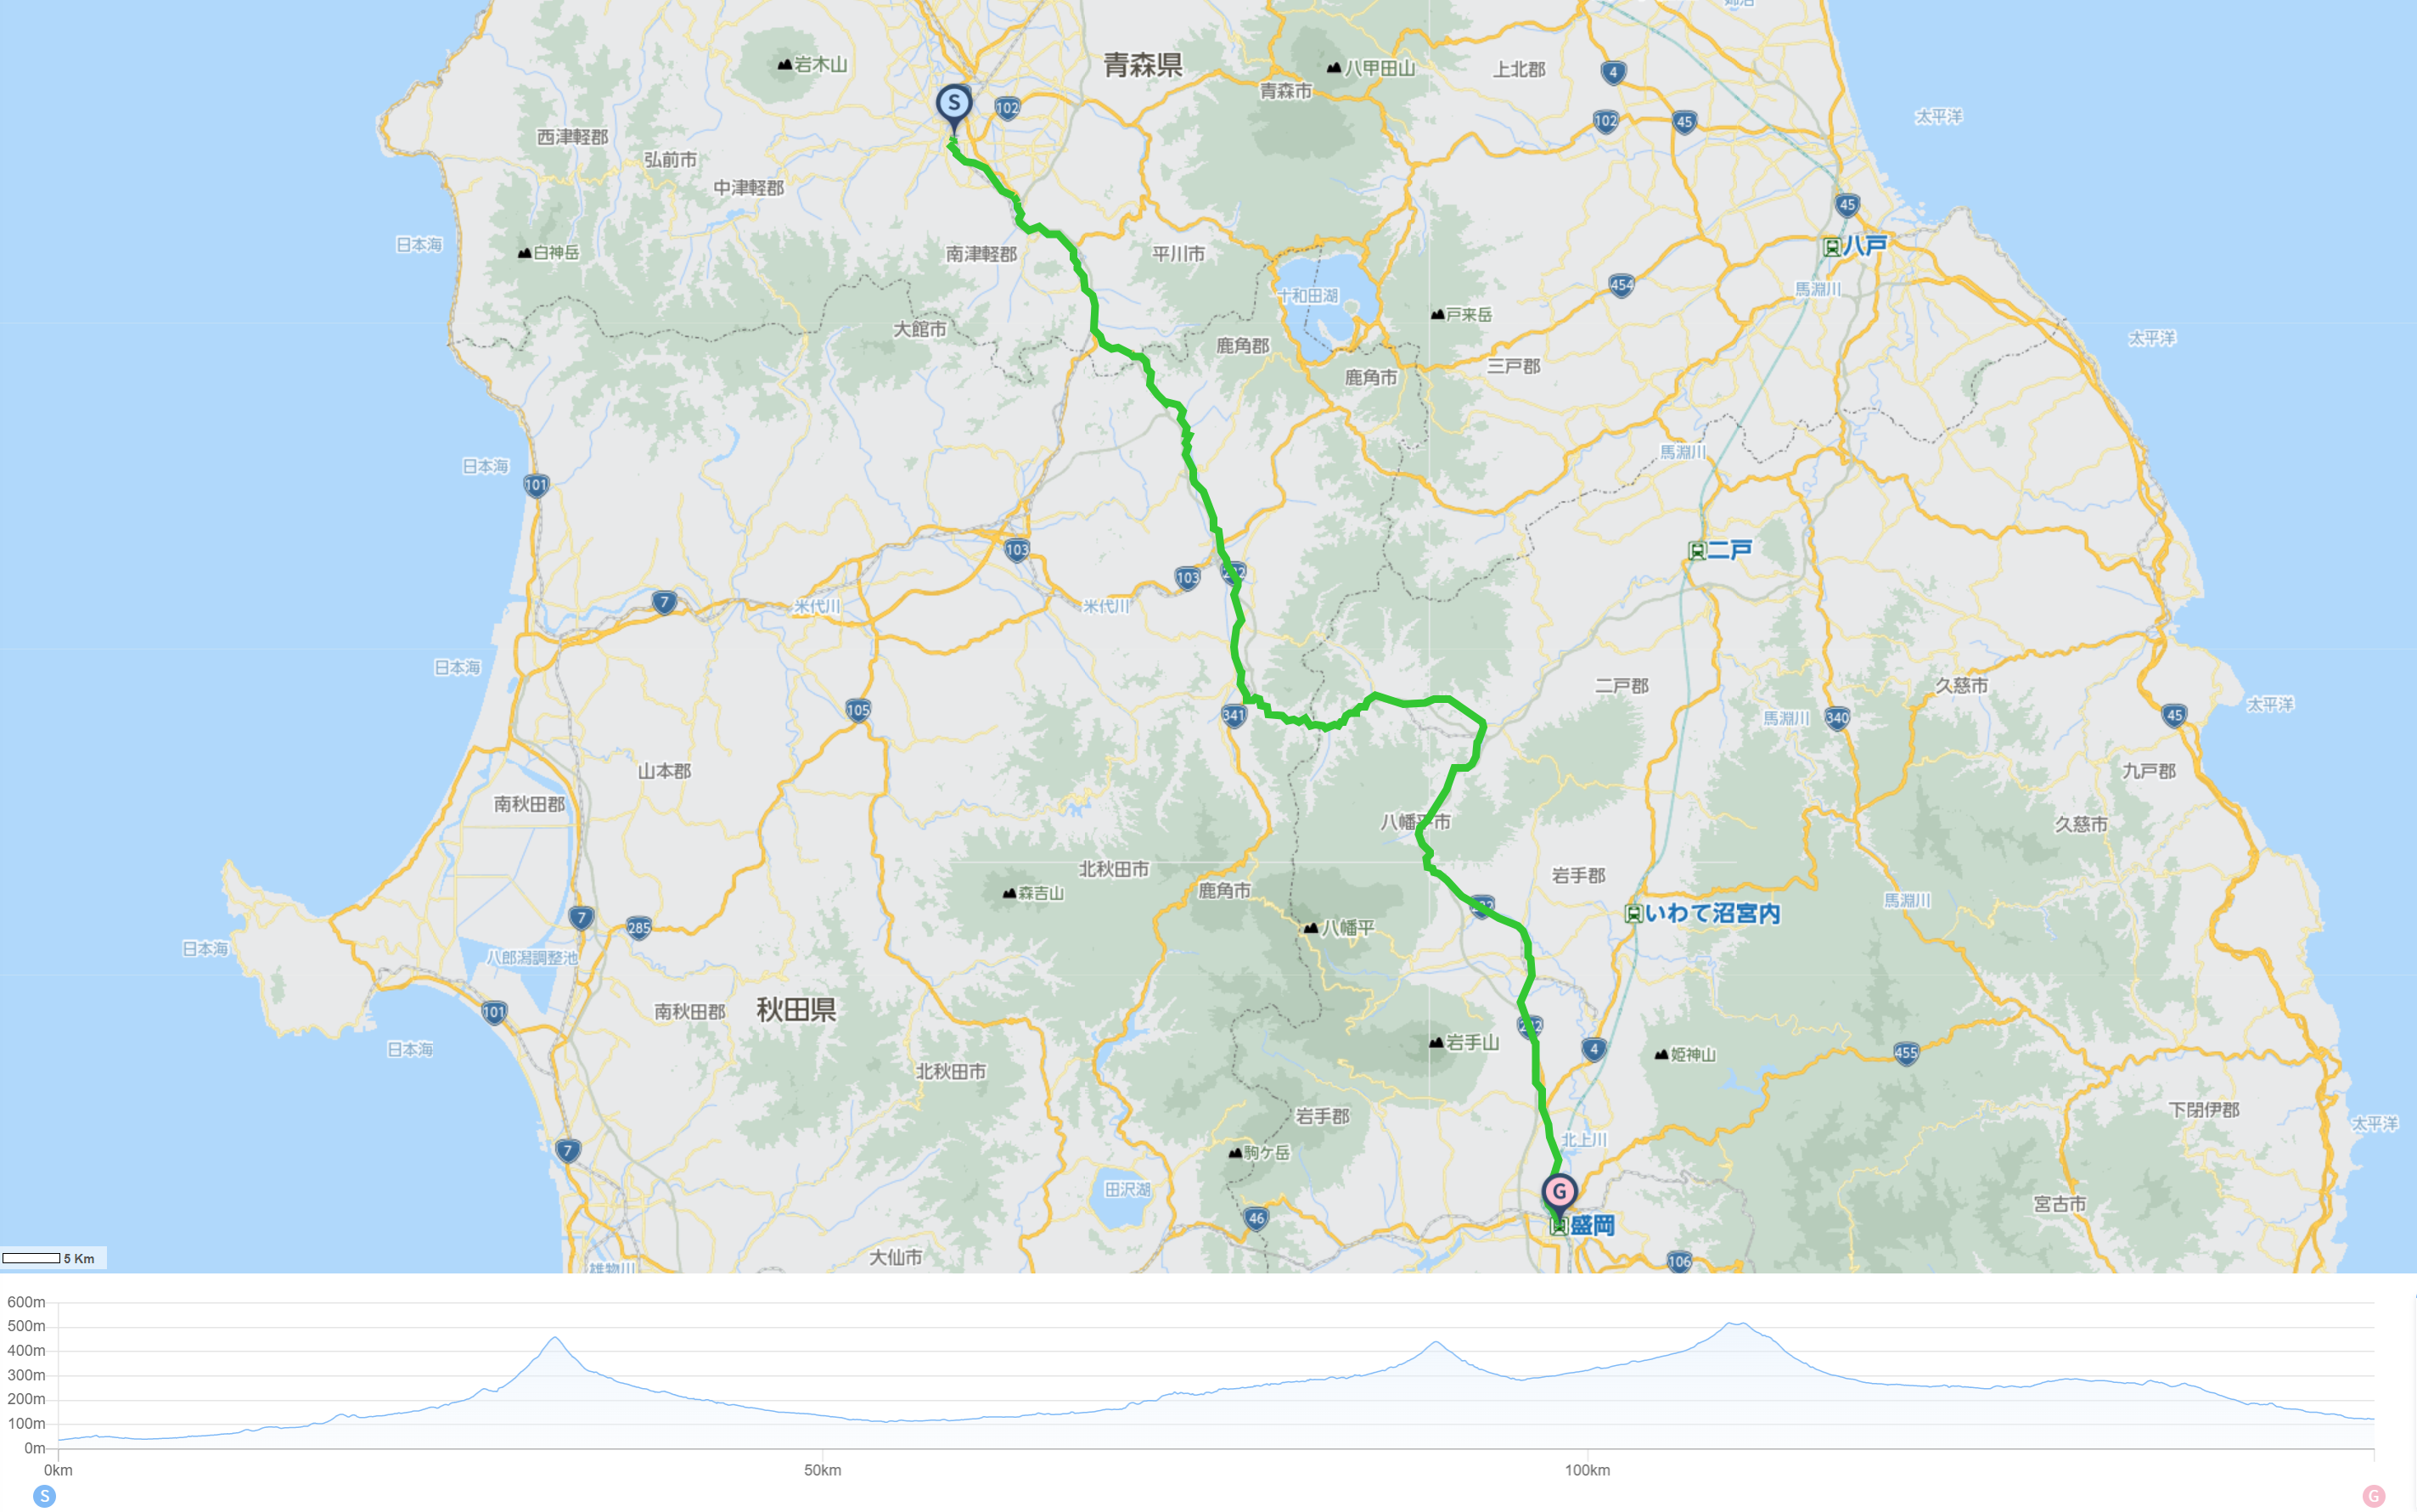 岩木山
青森県
八甲田山
上北郡
4
S
102
青森市
102
45
太平洋
西津軽郡
弘前市
中津軽郡
45
日本海
白神岳
南津軽郡
平川市
八戸
454
馬淵川
十和田湖
戸来岳
大館市
鹿角郡
太平洋
三戸郡
鹿角市
馬淵川
日本海
101
103
103
二戸
7
米代川
米代川
日本海
二戸郡
久慈市
太平洋
105
341
馬淵川
340
45
山本郡
九戸郡
南秋田郡
八幡平市
久慈市
北秋田市
岩手郡
森吉山
鹿角市
馬淵川
7
285
八幡平
いわて沼宮内
日本海
八郎潟調整池
101
南秋田郡
秋田県
日本海
岩手山
4
姫神山
455
北秋田市
岩手郡
下閉伊郡
太平洋
7
駒ケ岳
北上川
田沢湖
G
宮古市
46
盛岡
大仙市
106
雄物川
5 Km
600m
500m
400m
300m
200m
100m
0m
0km
50km
100km
S
G